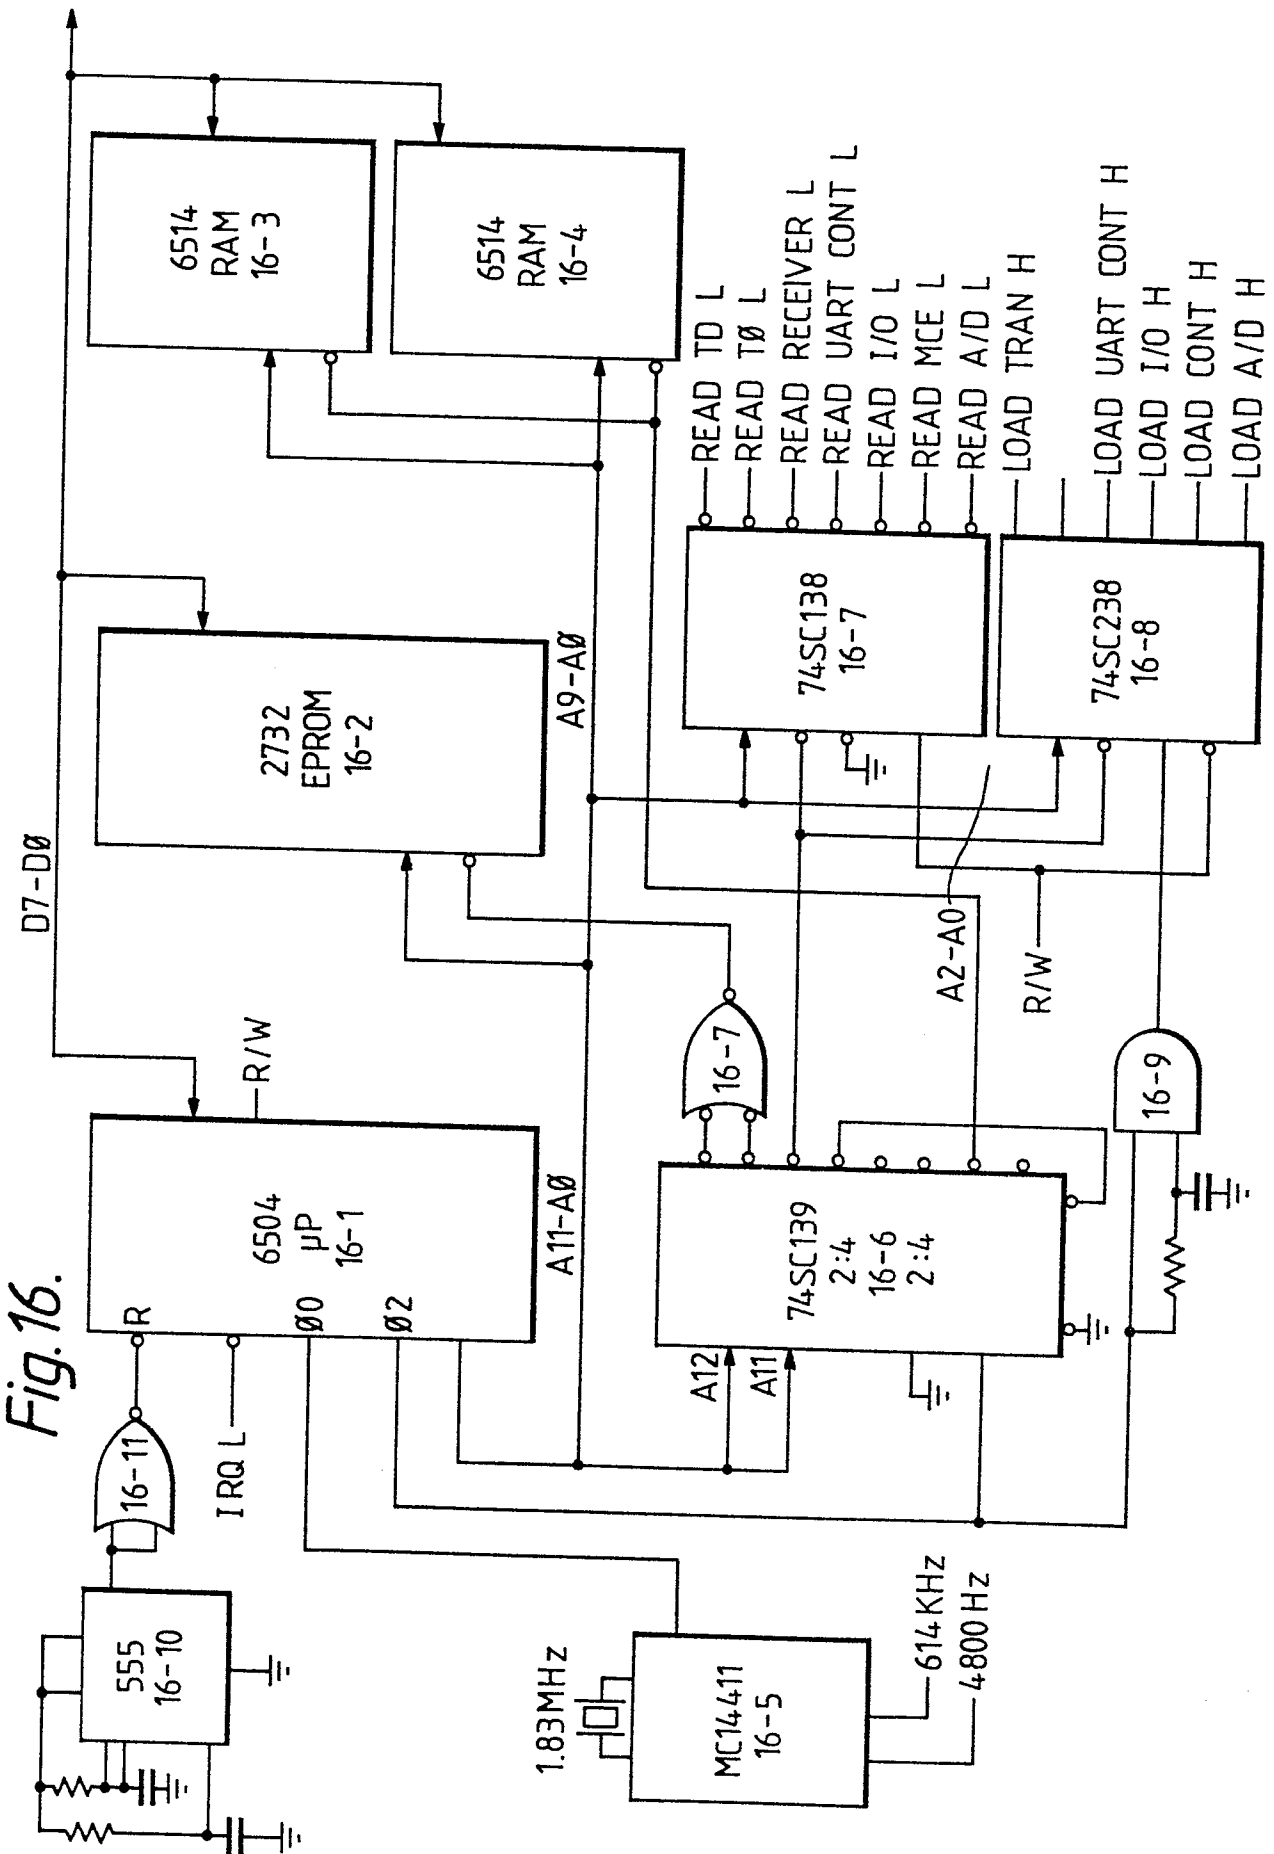 Fig. 16.
D7-DØ
6514
RAM
16-3
6514
RAM
16-4
2732
EPROM
16-2
A9-AØ
6504
µP
16-1
R
IRQ L
Ø0
Ø2
R/W
A11-AØ
16-11
555
16-10
1.83MHz
MC14411
16-5
614KHz
4800Hz
A12
A11
74SC139
2:4
16-6
2:4
16-7
16-9
A2-A0
R/W
74SC138
16-7
74SC238
16-8
READ TD L
READ TØ L
READ RECEIVER L
READ UART CONT L
READ I/O L
READ MCE L
READ A/D L
LOAD TRAN H
LOAD UART CONT H
LOAD I/O H
LOAD CONT H
LOAD A/D H